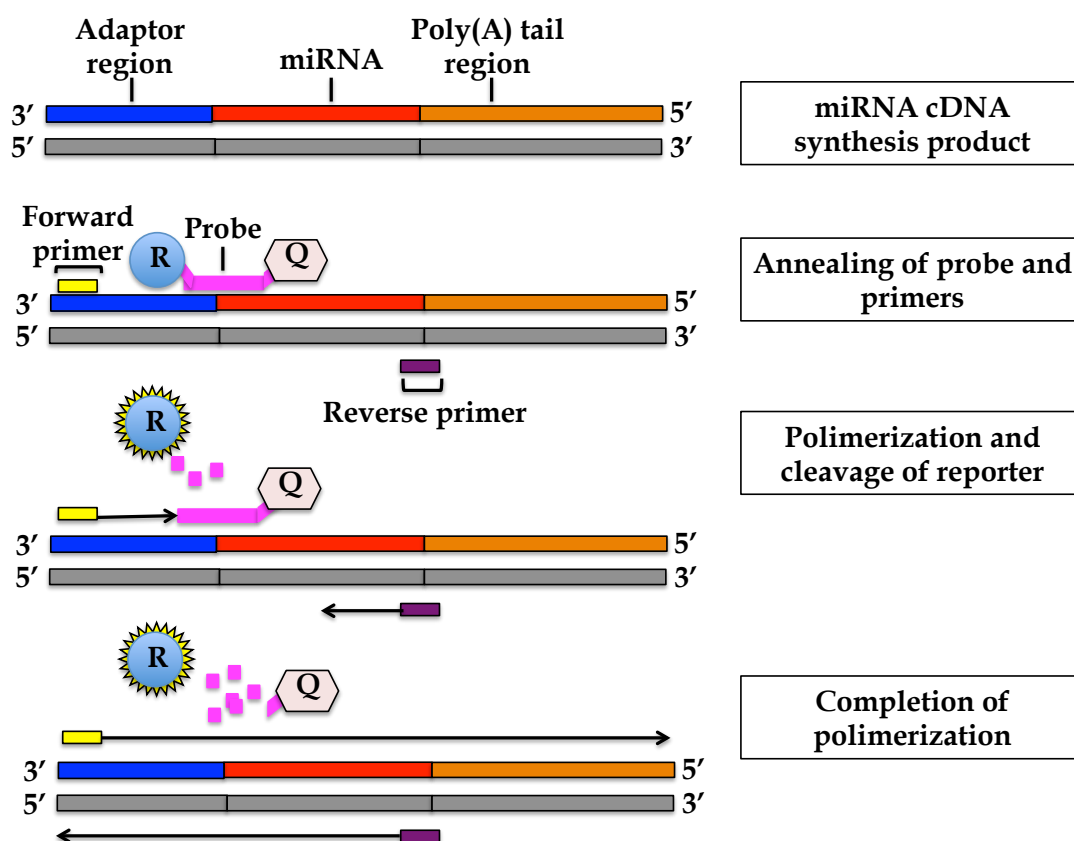 Adaptor
region
miRNA
Poly(A) tail
region
3′ 5′
5′ 3′
miRNA cDNA
synthesis product
Forward
primer
R
Probe
Q
3′ 5′
5′ 3′
Reverse primer
Annealing of probe and
primers
R
Q
3′ 5′
5′ 3′
Polimerization and
cleavage of reporter
R
Q
3′ 5′
5′ 3′
Completion of
polimerization